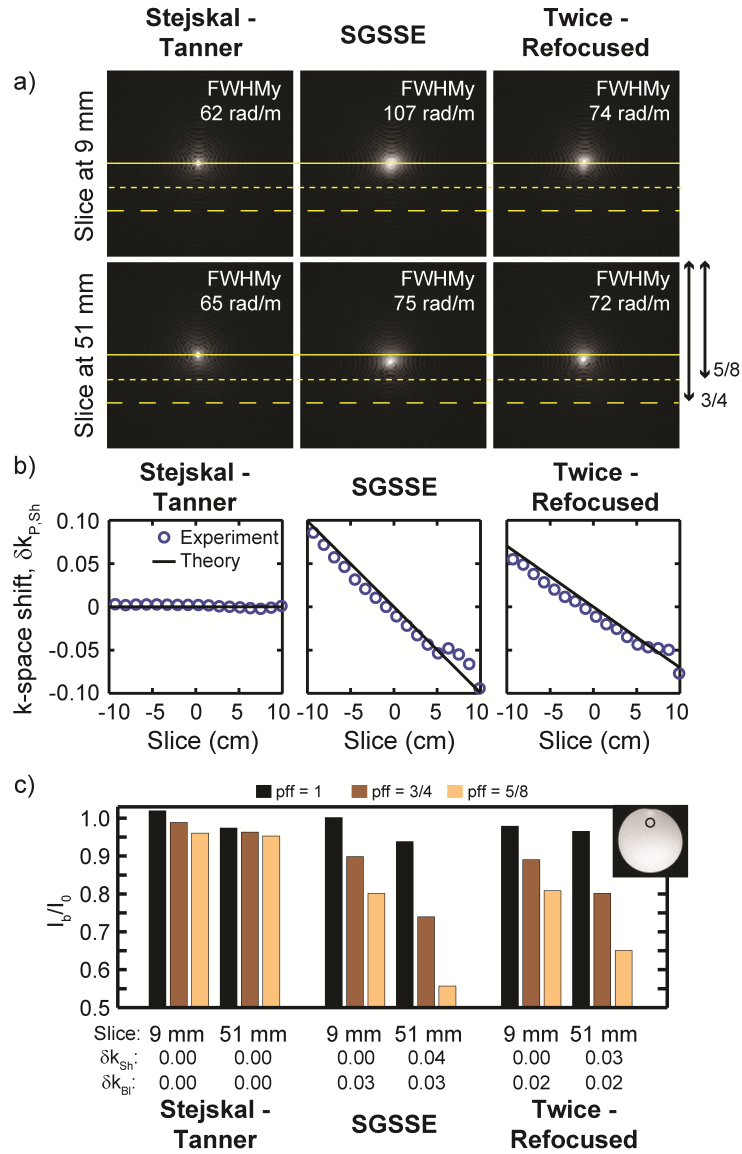 Stejskal - Tanner
SGSSE
Twice - Refocused
a)
Slice at 9 mm
FWHMy 62 rad/m
FWHMy 107 rad/m
FWHMy 74 rad/m
Slice at 51 mm
FWHMy 65 rad/m
FWHMy 75 rad/m
FWHMy 72 rad/m
5/8
3/4
b)
Stejskal - Tanner
SGSSE
Twice - Refocused
k-space shift, δkP,Sh
0.10
0.05
0
-0.05
-0.10
Experiment
Theory
-10 -5 0 5 10
-10 -5 0 5 10
-10 -5 0 5 10
Slice (cm)
Slice (cm)
Slice (cm)
c)
pff = 1 pff = 3/4 pff = 5/8
Ib/I0
1.0
0.9
0.8
0.7
0.6
0.5
Slice: 9 mm 51 mm 9 mm 51 mm 9 mm 51 mm
δkSh: 0.00 0.00 0.00 0.04 0.00 0.03
δkBl: 0.00 0.00 0.03 0.03 0.02 0.02
Stejskal - Tanner
SGSSE
Twice - Refocused